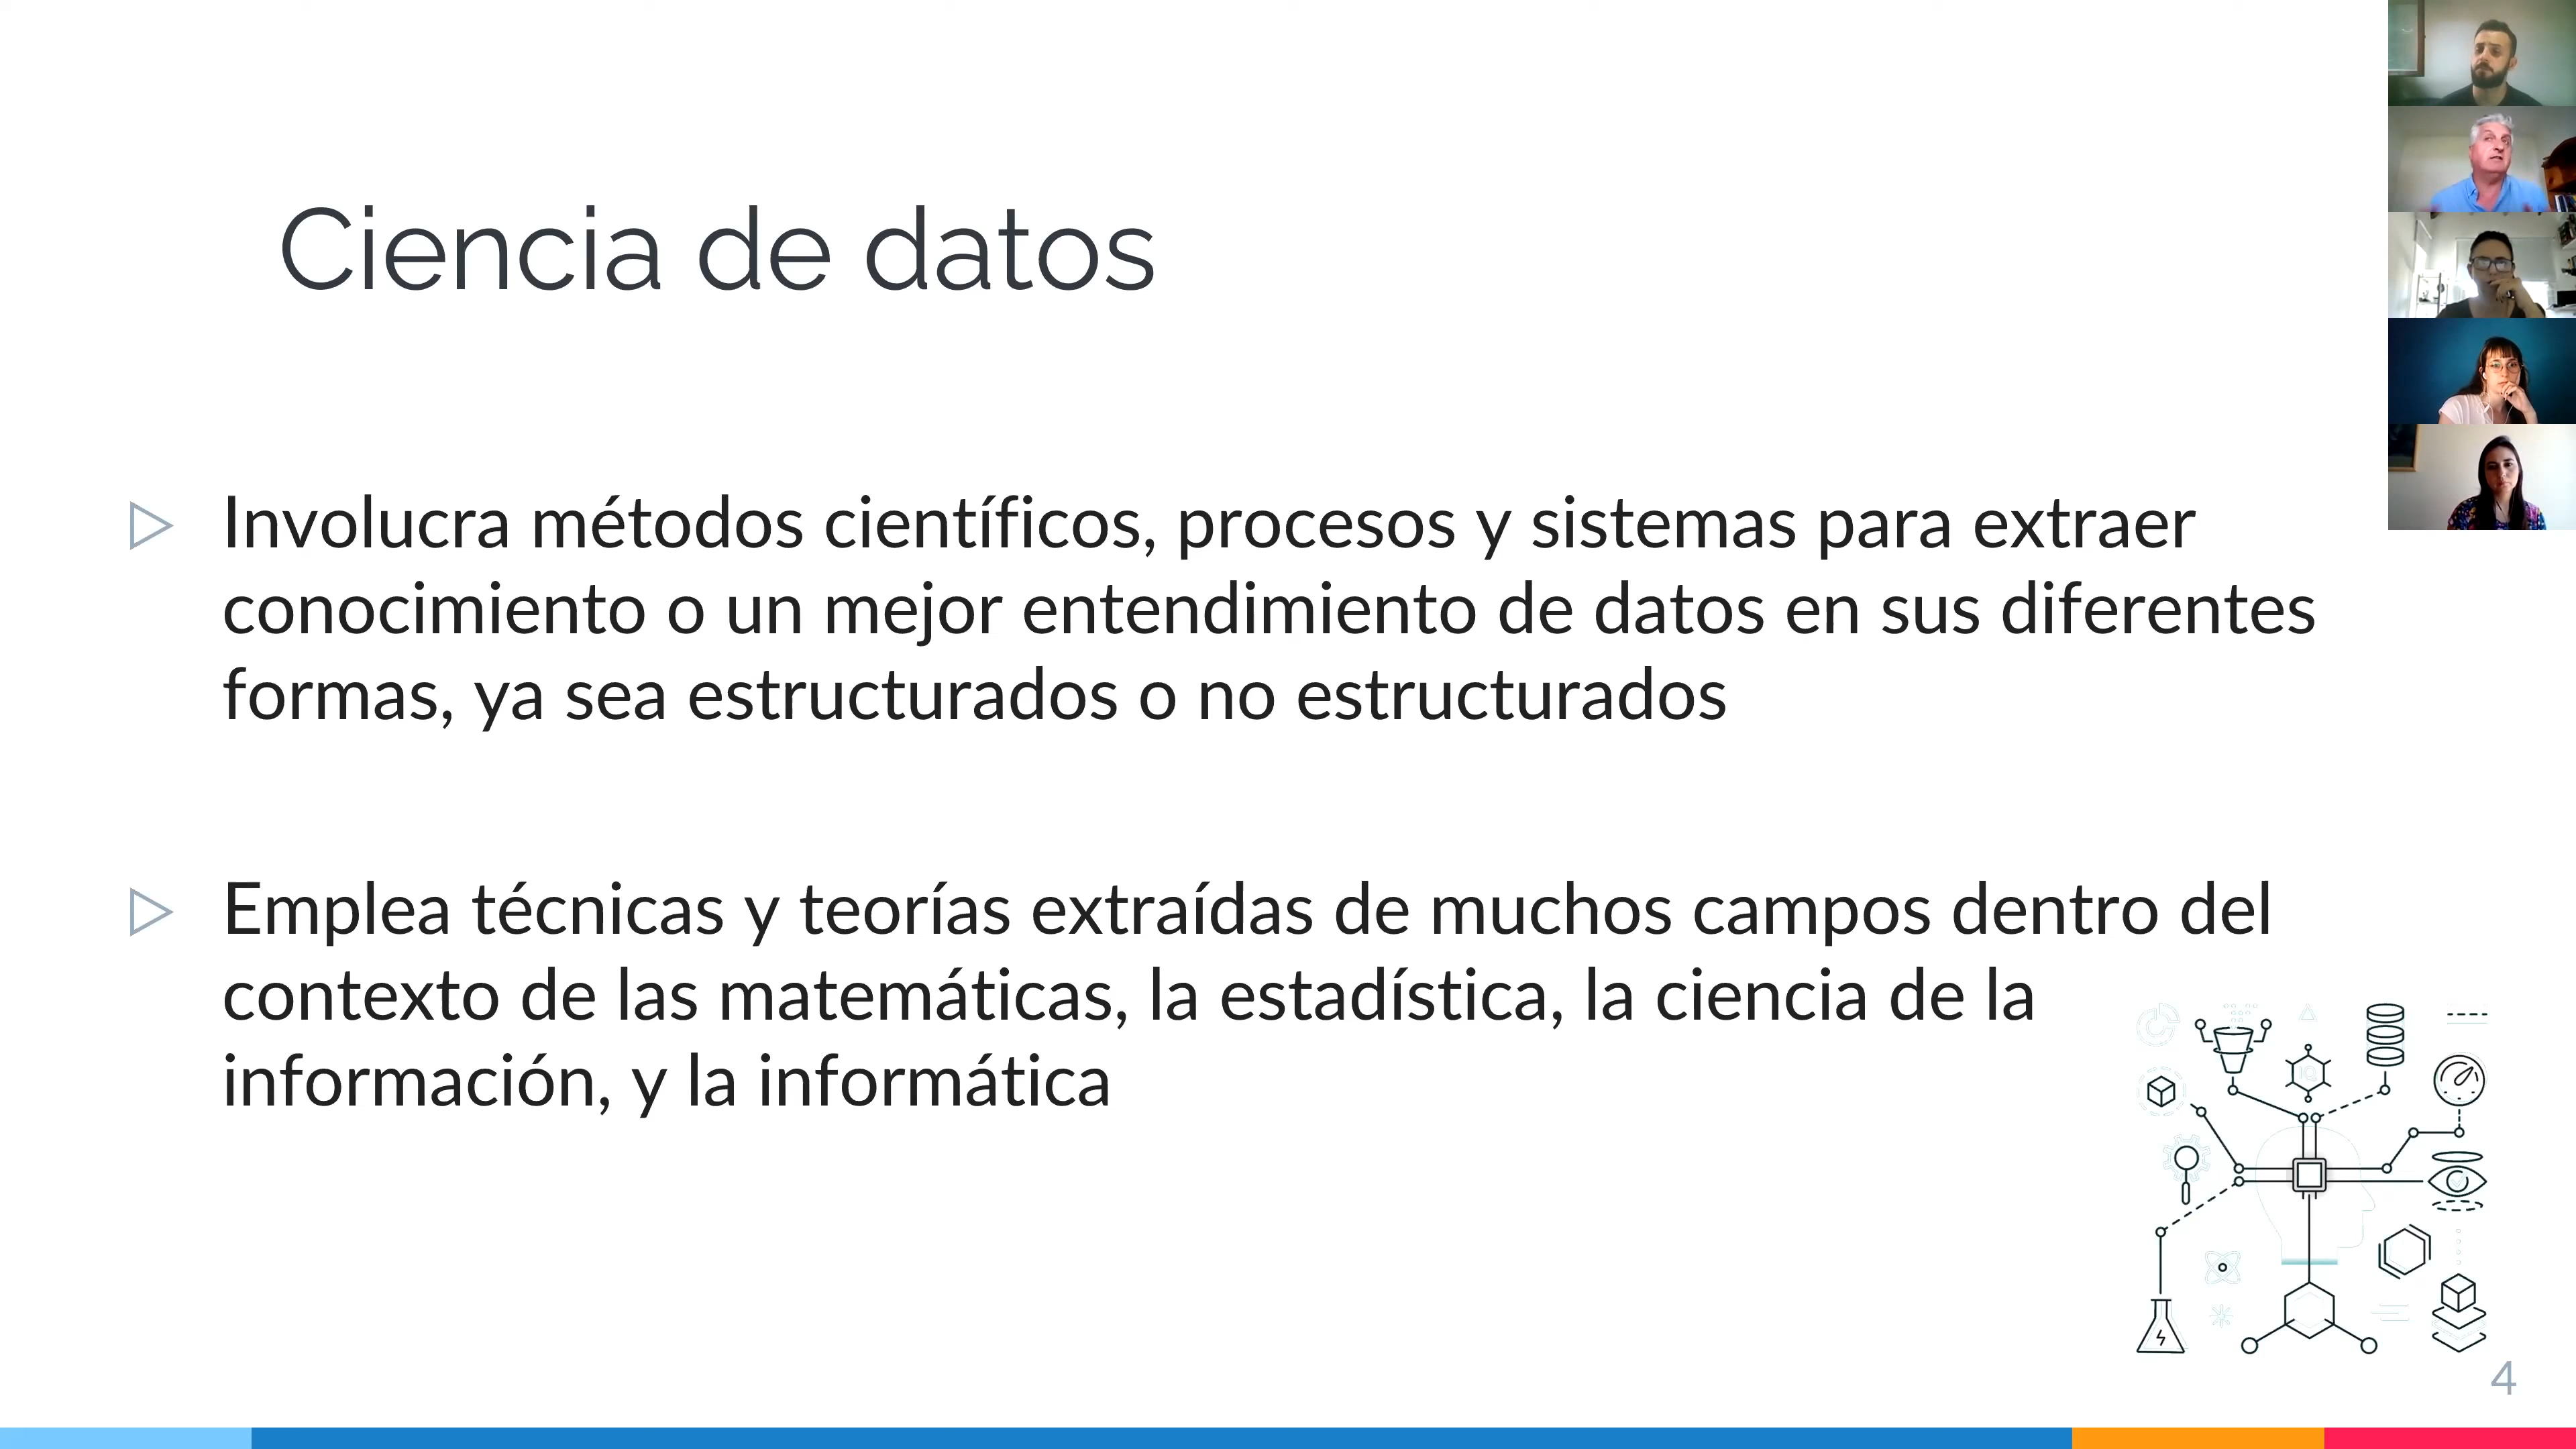 Ciencia de datos
Involucra métodos científicos, procesos y sistemas para extraer
conocimiento o un mejor entendimiento de datos en sus diferentes
formas, ya sea estructurados o no estructurados
Emplea técnicas y teorías extraídas de muchos campos dentro del
contexto de las matemáticas, la estadística, la ciencia de la
información, y la informática
4